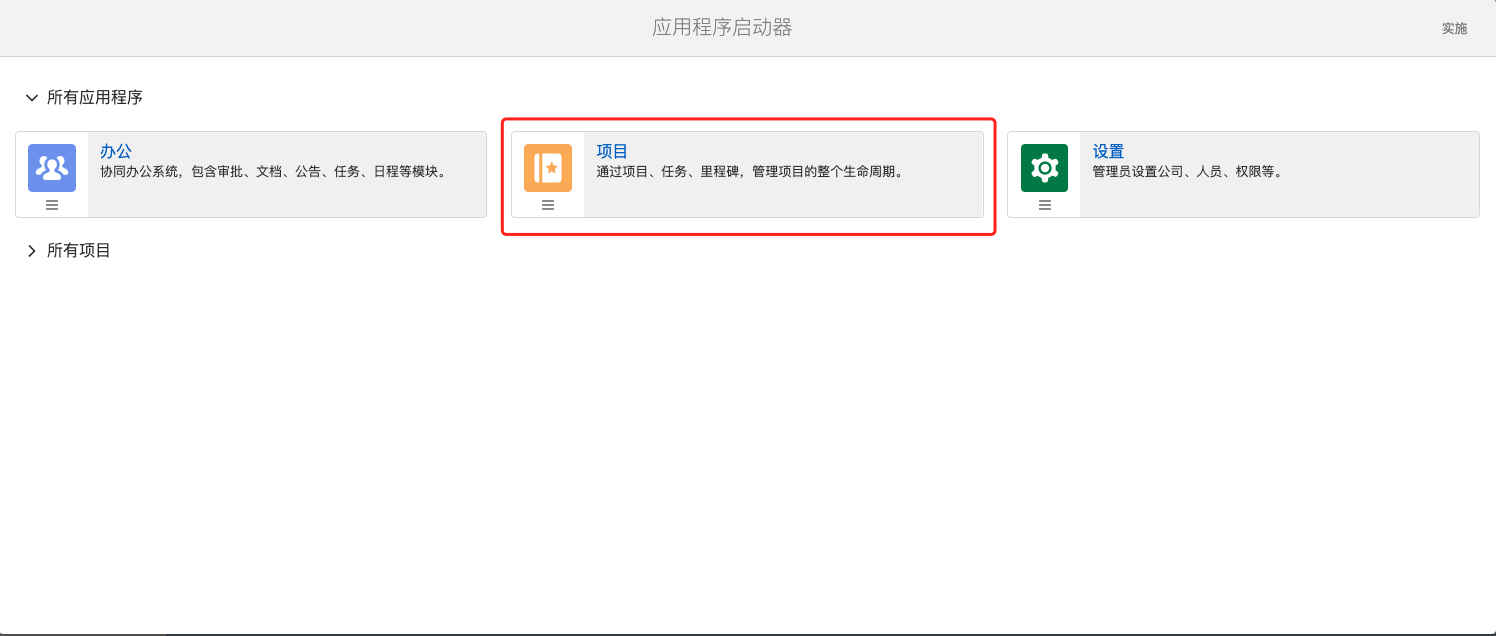 应用程序启动器
实施
所有应用程序
办公
协同办公系统，包含审批、文档、公告、任务、日程等模块。
项目
通过项目、任务、里程碑，管理项目的整个生命周期。
设置
管理员设置公司、人员、权限等。
所有项目